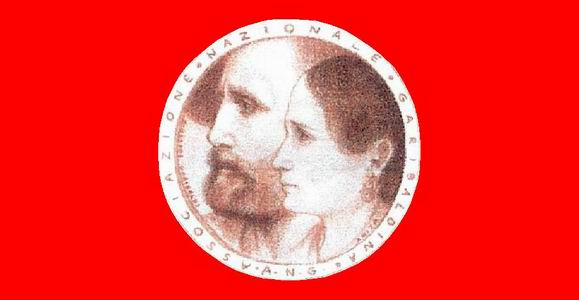 ASSOCIAZIONE • NAZIONALE • GARIBALDINA •
A.N.G.